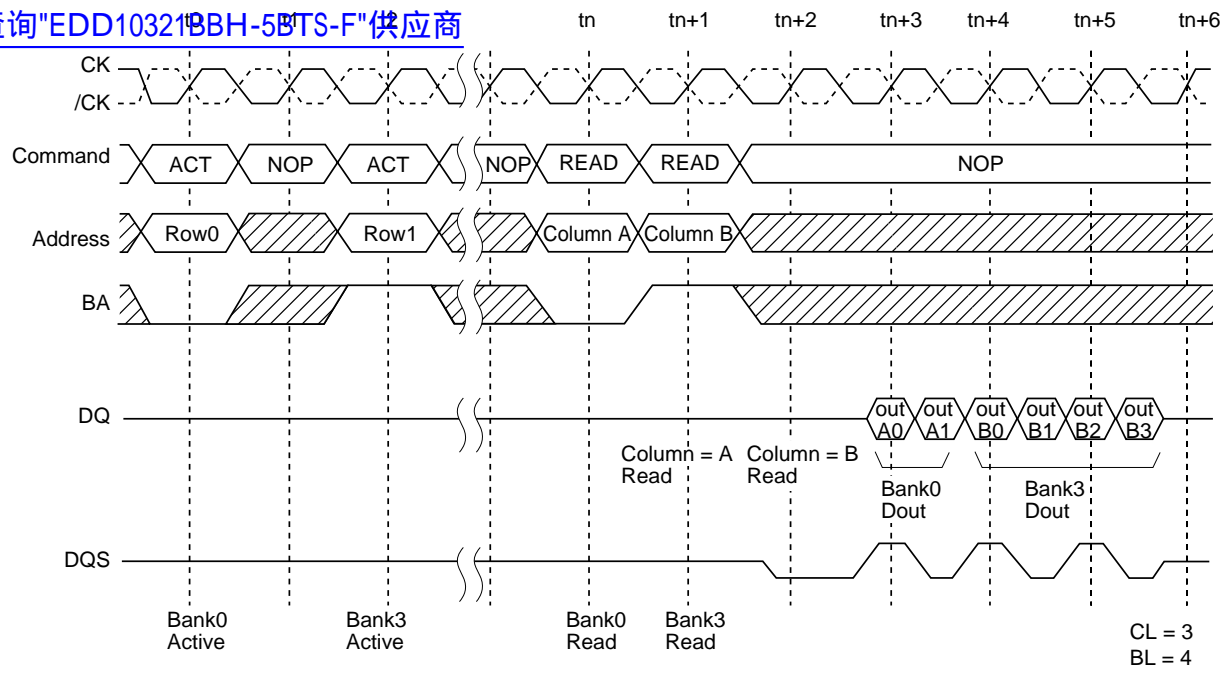 查询"EDD10321BBH-5BTS-F"供应商
t0 t1 t2 tn tn+1 tn+2 tn+3 tn+4 tn+5 tn+6
CK
/CK
Command ACT NOP ACT NOP READ READ NOP
Address Row0 Row1 Column A Column B
BA
DQ out A0 out A1 out B0 out B1 out B2 out B3
Column = A Read
Column = B Read
Bank0 Dout
Bank3 Dout
DQS
Bank0 Active
Bank3 Active
Bank0 Read
Bank3 Read
CL = 3
BL = 4